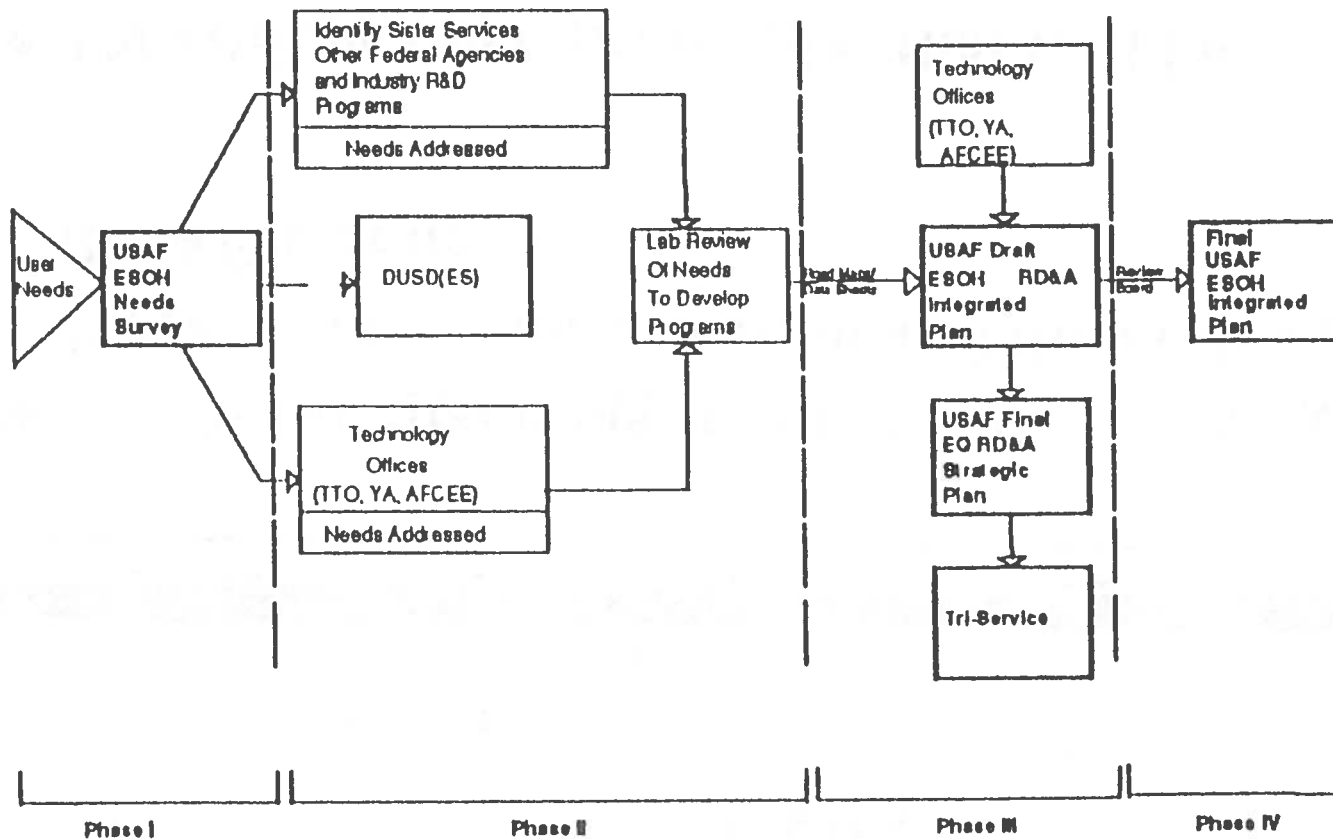 Identify Sister Services
Other Federal Agencies
and Industry R&D
Programs
Needs Addressed
Technology
Offices
(TTO, YA,
AFCEE)
User
Needs
USAF
ESOH
Needs
Survey
DUSD(ES)
Lab Review
Of Needs
To Develop
Programs
USAF Draft
ESOH RD&A
Integrated
Plan
Review
Board
Final
USAF
ESOH
Integrated
Plan
Technology
Offices
(TTO, YA, AFCEE)
Needs Addressed
USAF Final
EQ RD&A
Strategic
Plan
Tri-Service
Phase I
Phase II
Phase III
Phase IV